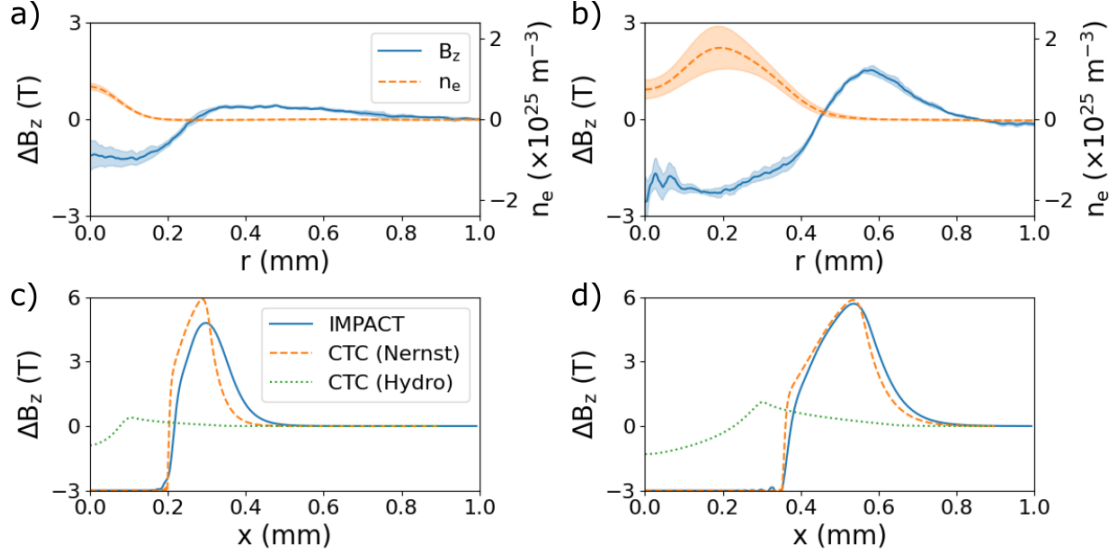 a)
3
0
−3
ΔB_z (T)
2
0
−2
n_e (×10^25 m^−3)
B_z
n_e
0.0 0.2 0.4 0.6 0.8 1.0
r (mm)
b)
3
0
−3
ΔB_z (T)
2
0
−2
n_e (×10^25 m^−3)
0.0 0.2 0.4 0.6 0.8 1.0
r (mm)
c)
6
3
0
−3
ΔB_z (T)
IMPACT
CTC (Nernst)
CTC (Hydro)
0.0 0.2 0.4 0.6 0.8 1.0
x (mm)
d)
6
3
0
−3
ΔB_z (T)
0.0 0.2 0.4 0.6 0.8 1.0
x (mm)